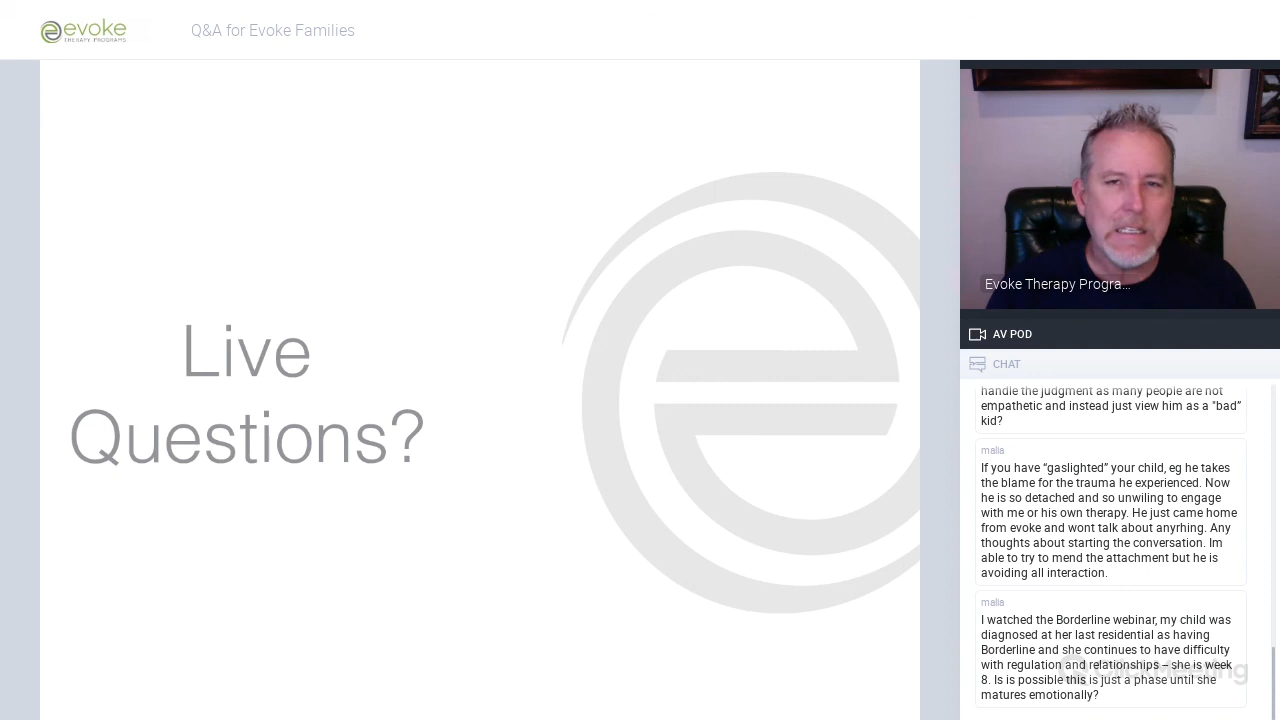 evoke
THERAPY PROGRAMS
Q&A for Evoke Families
Live
Questions?
Evoke Therapy Progra...
AV POD
CHAT
handle the judgment as many people are not
empathetic and instead just view him as a "bad”
kid?
malia
If you have “gaslighted” your child, eg he takes
the blame for the trauma he experienced. Now
he is so detached and so unwiling to engage
with me or his own therapy. He just came home
from evoke and wont talk about anyrhing. Any
thoughts about starting the conversation. Im
able to try to mend the attachment but he is
avoiding all interaction.
malia
I watched the Borderline webinar, my child was
diagnosed at her last residential as having
Borderline and she continues to have difficulty
with regulation and relationships – she is week
8. Is is possible this is just a phase until she
matures emotionally?
ClickMeeting